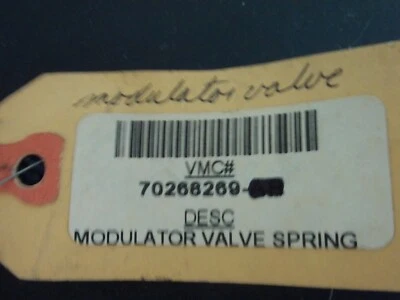 modulator valve
VMC#
70268269-
DESC
MODULATOR VALVE SPRING